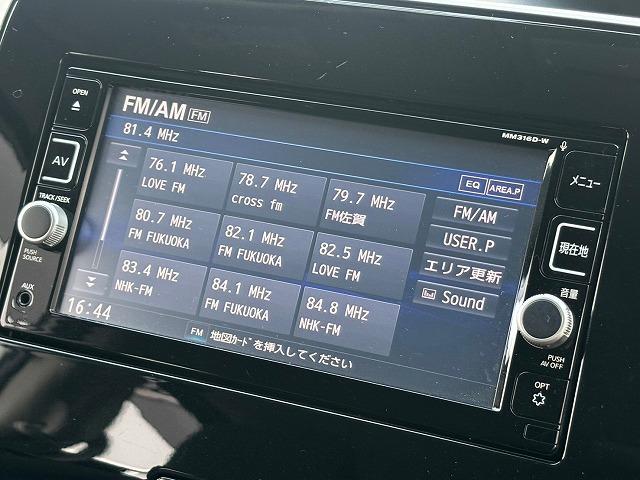 OPEN
FM/AM FM
MM316D-W
81.4 MHz
AV
メニュー
EQ AREA.P
76.1 MHz
LOVE FM
78.7 MHz
cross fm
79.7 MHz
FM佐賀
FM/AM
TRACK/SEEK
80.7 MHz
FM FUKUOKA
82.1 MHz
FM FUKUOKA
82.5 MHz
LOVE FM
USER.P
現在地
PUSH
SOURCE
エリア更新
83.4 MHz
NHK-FM
84.1 MHz
FM FUKUOKA
84.8 MHz
NHK-FM
Sound
音量
AUX
16:44
FM 地図ｶｰﾄﾞを挿入してください
PUSH
AV OFF
OPT